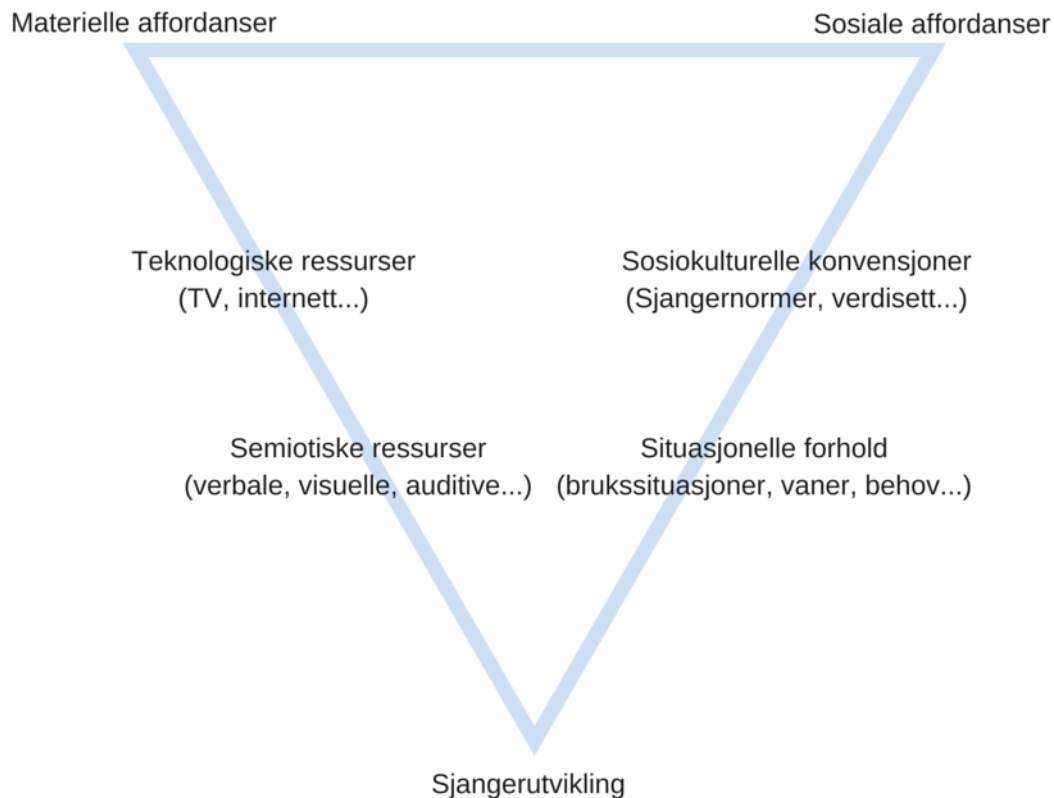 Materielle affordanser
Sosiale affordanser
Teknologiske ressurser
(TV, internett...)
Sosiokulturelle konvensjoner
(Sjangernormer, verdisett...)
Semiotiske ressurser
(verbale, visuelle, auditive...)
Situasjonelle forhold
(brukssituasjoner, vaner, behov...)
Sjangerutvikling